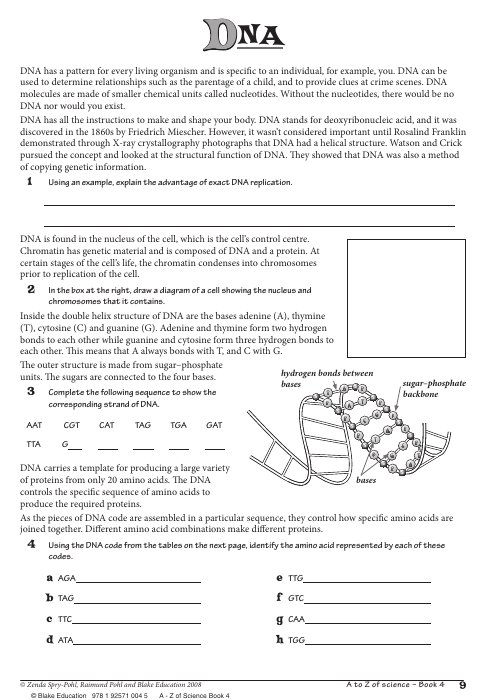 DNA
DNA has a pattern for every living organism and is specific to an individual, for example, you. DNA can be
used to determine relationships such as the parentage of a child, and to provide clues at crime scenes. DNA
molecules are made of smaller chemical units called nucleotides. Without the nucleotides, there would be no
DNA nor would you exist.
DNA has all the instructions to make and shape your body. DNA stands for deoxyribonucleic acid, and it was
discovered in the 1860s by Friedrich Miescher. However, it wasn't considered important until Rosalind Franklin
demonstrated through X-ray crystallography photographs that DNA had a helical structure. Watson and Crick
pursued the concept and looked at the structural function of DNA. They showed that DNA was also a method
of copying genetic information.
1 Using an example, explain the advantage of exact DNA replication.
DNA is found in the nucleus of the cell, which is the cell's control centre.
Chromatin has genetic material and is composed of DNA and a protein. At
certain stages of the cell's life, the chromatin condenses into chromosomes
prior to replication of the cell.
2 In the box at the right, draw a diagram of a cell showing the nucleus and
chromosomes that it contains.
Inside the double helix structure of DNA are the bases adenine (A), thymine
(T), cytosine (C) and guanine (G). Adenine and thymine form two hydrogen
bonds to each other while guanine and cytosine form three hydrogen bonds to
each other. This means that A always bonds with T, and C with G.
The outer structure is made from sugar–phosphate
units. The sugars are connected to the four bases.
hydrogen bonds between
bases
sugar–phosphate
backbone
bases
3 Complete the following sequence to show the
corresponding strand of DNA.
AAT CGT CAT TAG TGA GAT
TTA G__ ___ ___ ___ ___
DNA carries a template for producing a large variety
of proteins from only 20 amino acids. The DNA
controls the specific sequence of amino acids to
produce the required proteins.
As the pieces of DNA code are assembled in a particular sequence, they control how specific amino acids are
joined together. Different amino acid combinations make different proteins.
4 Using the DNA code from the tables on the next page, identify the amino acid represented by each of these
codes.
a AGA
b TAG
c TTC
d ATA
e TTG
f GTC
g CAA
h TGG
© Zenda Spry-Pohl, Raimund Pohl and Blake Education 2008
A to Z of science – Book 4 9
© Blake Education 978 1 92571 004 5 A - Z of Science Book 4